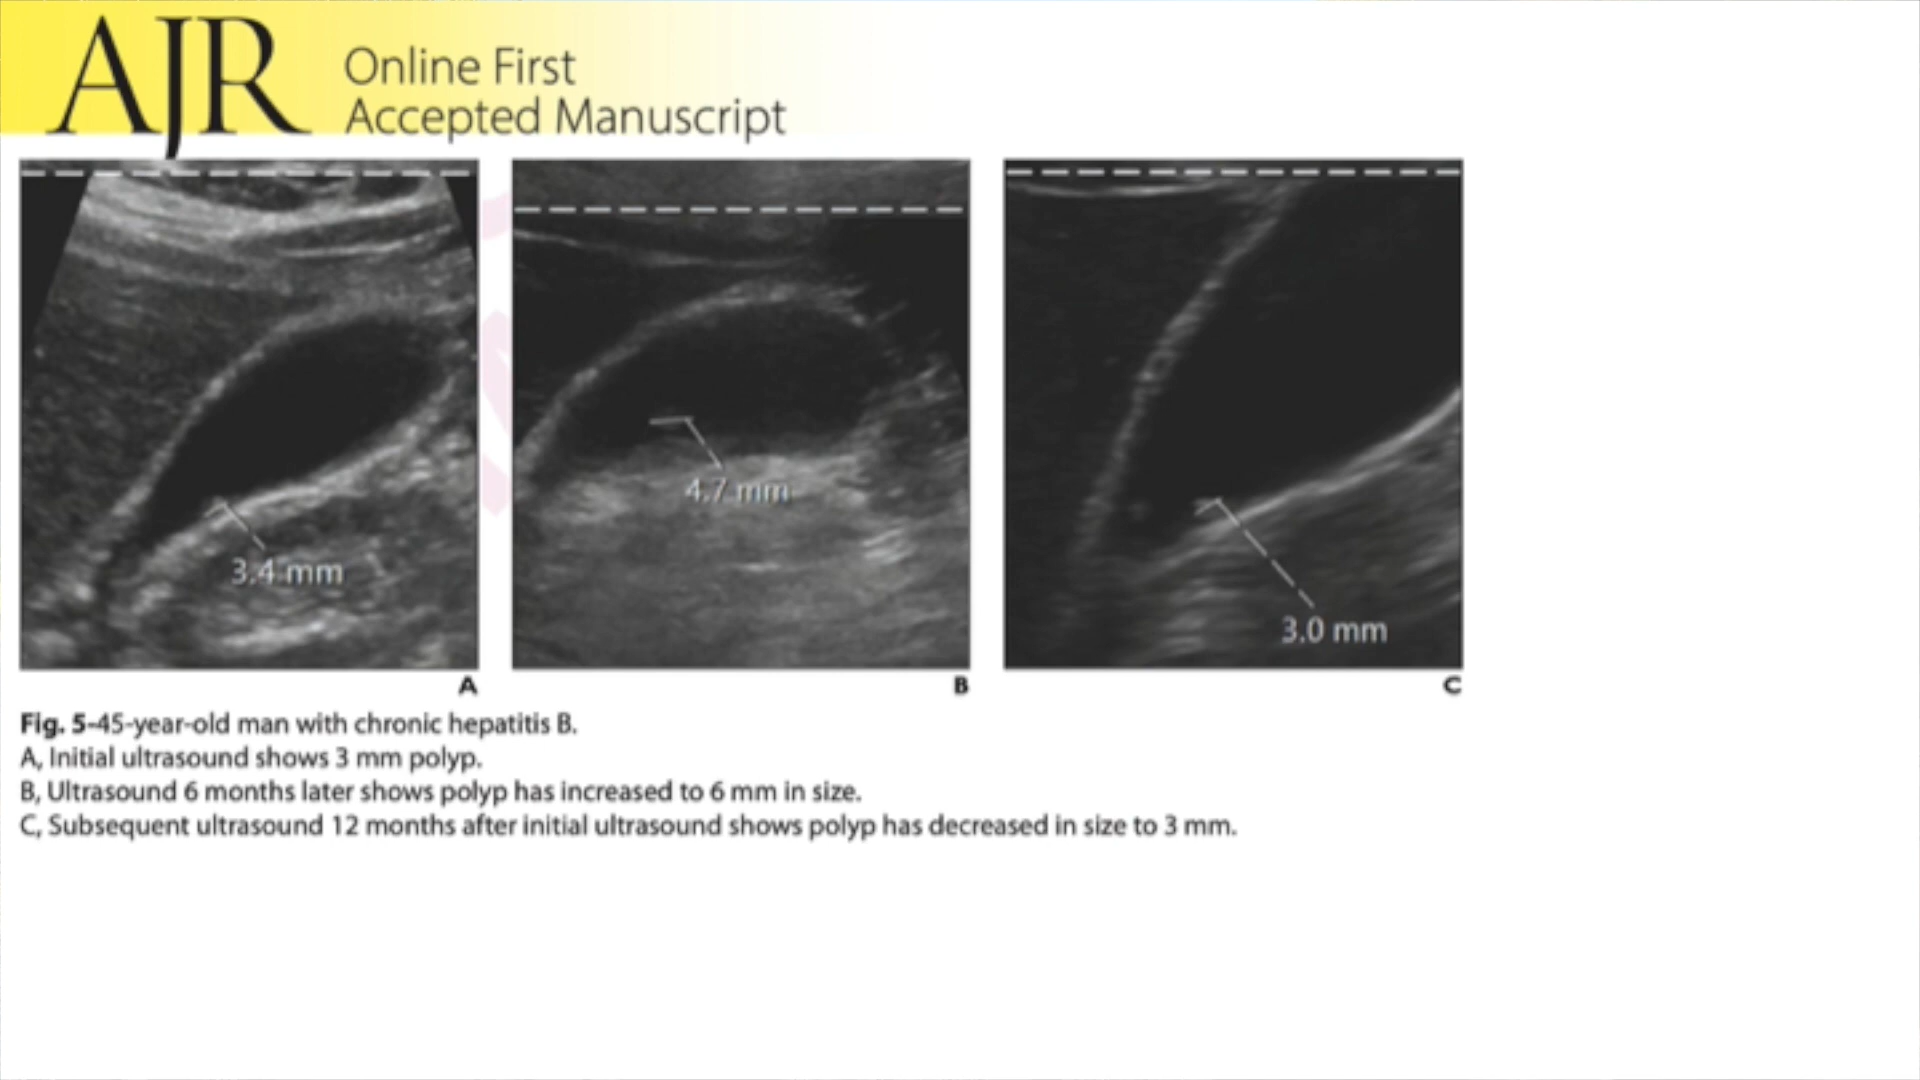 AJR
Online First
Accepted Manuscript
3.4 mm
4.7 mm
3.0 mm
A
B
C
Fig. 5-45-year-old man with chronic hepatitis B.
A, Initial ultrasound shows 3 mm polyp.
B, Ultrasound 6 months later shows polyp has increased to 6 mm in size.
C, Subsequent ultrasound 12 months after initial ultrasound shows polyp has decreased in size to 3 mm.